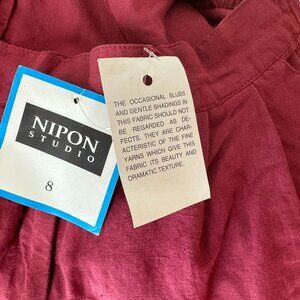 NIPON
STUDIO
8
THE OCCASIONAL SLUBS
AND GENTLE SHADINGS IN
THIS FABRIC SHOULD NOT
BE REGARDED AS DE-
FECTS. THEY ARE CHAR-
ACTERISTIC OF THE FINE
YARNS WHICH GIVE THIS
FABRIC ITS BEAUTY AND
DRAMATIC TEXTURE.